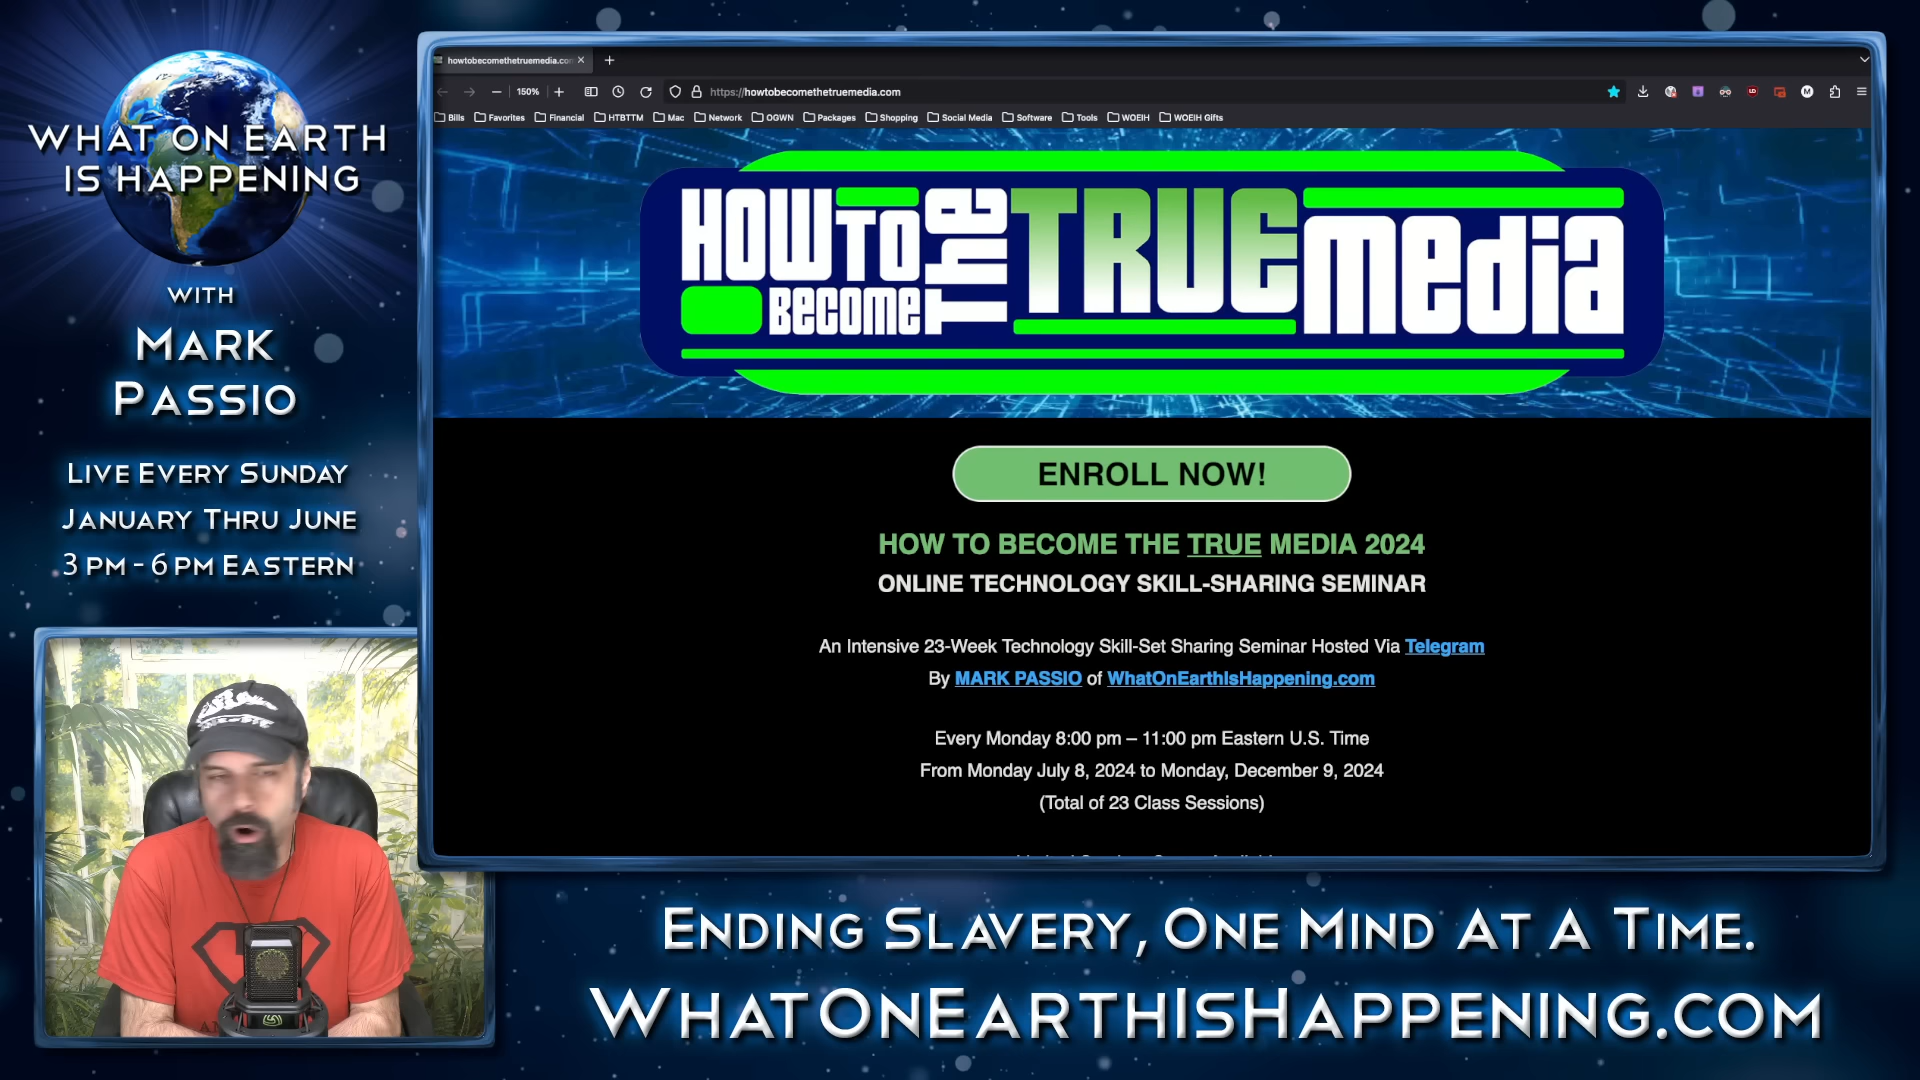 WHAT ON EARTH
IS HAPPENING
WITH
MARK
PASSIO
LIVE EVERY SUNDAY
JANUARY THRU JUNE
3 PM - 6 PM EASTERN
howtobecomethetruemedia.com
150%
https://howtobecomethetruemedia.com
Bills Favorites Financial HTBTTM Mac Network OGWN Packages Shopping Social Media Software Tools WOEIH WOEIH Gifts
HOW TO BECOME The TRUE Media
ENROLL NOW!
HOW TO BECOME THE TRUE MEDIA 2024
ONLINE TECHNOLOGY SKILL-SHARING SEMINAR
An Intensive 23-Week Technology Skill-Set Sharing Seminar Hosted Via Telegram
By MARK PASSIO of WhatOnEarthIsHappening.com
Every Monday 8:00 pm – 11:00 pm Eastern U.S. Time
From Monday July 8, 2024 to Monday, December 9, 2024
(Total of 23 Class Sessions)
ENDING SLAVERY, ONE MIND AT A TIME.
WHATONEARTHISHAPPENING.COM